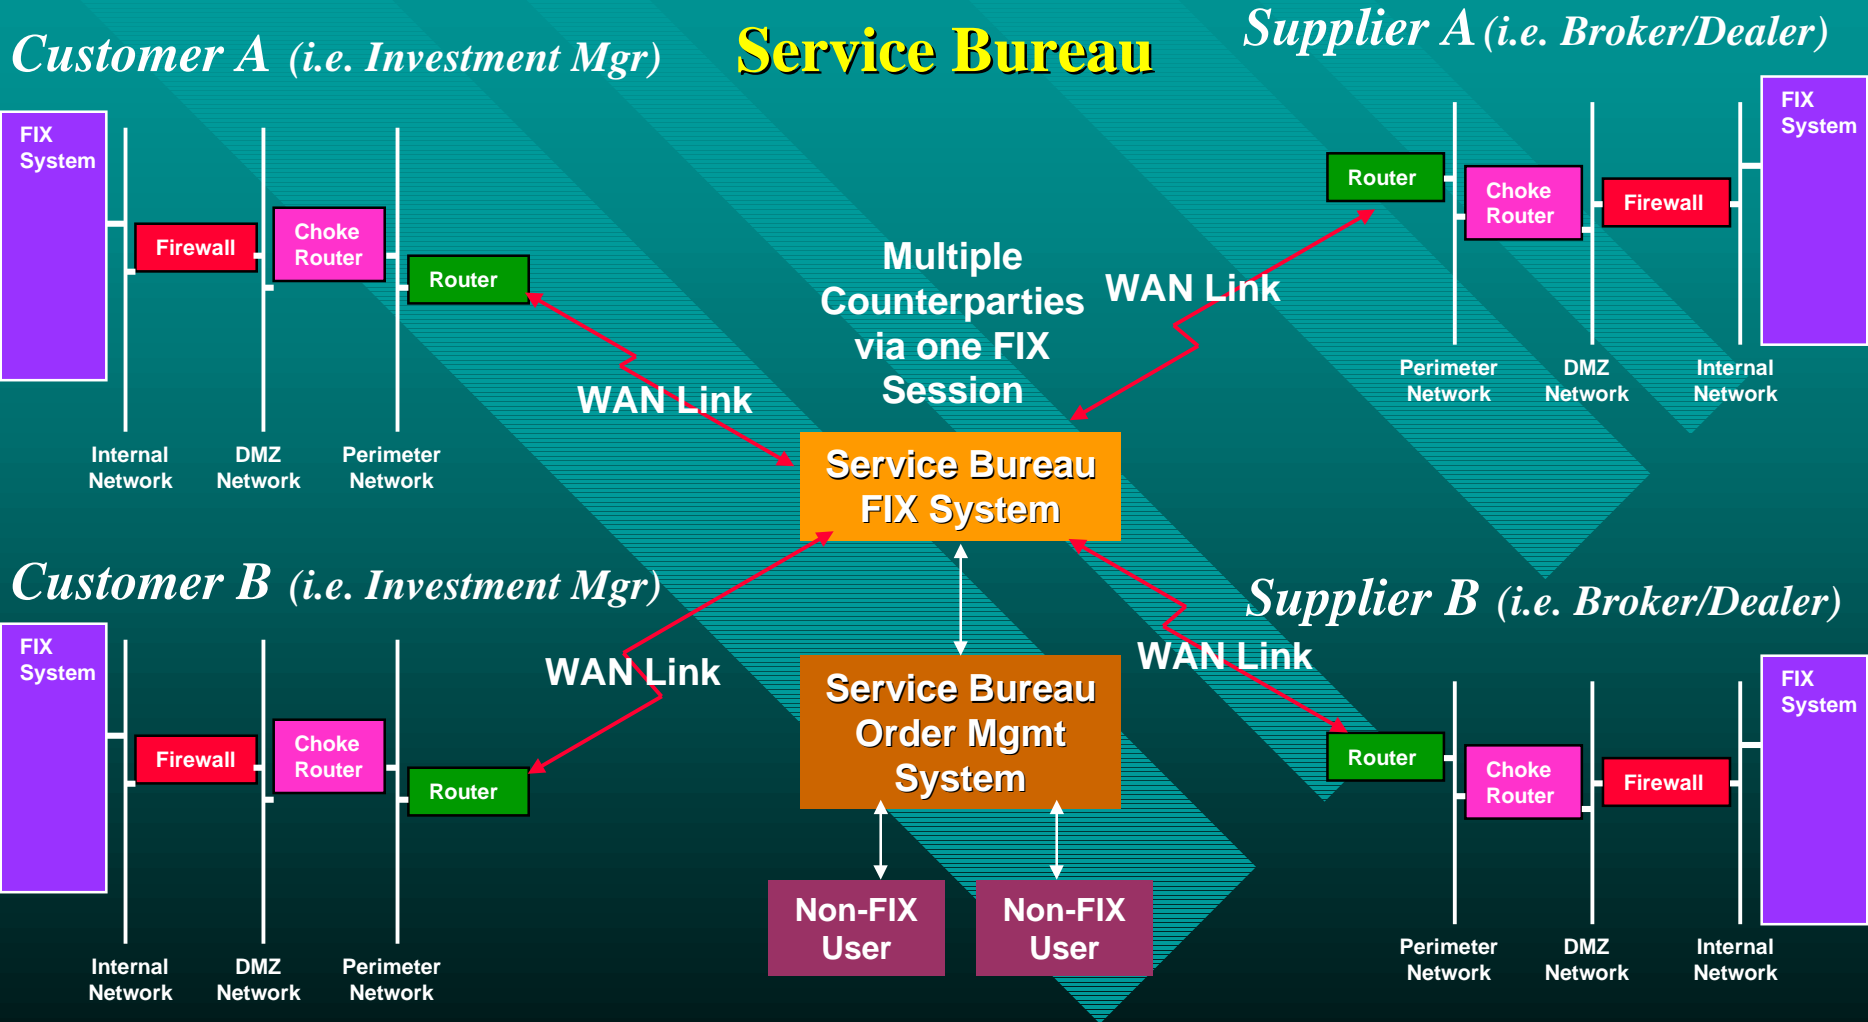 Service Bureau
Customer A (i.e. Investment Mgr)
FIX
System
Firewall
Choke
Router
Router
Internal
Network
DMZ
Network
Perimeter
Network
WAN Link
Supplier A (i.e. Broker/Dealer)
Router
Choke
Router
Firewall
FIX
System
Perimeter
Network
DMZ
Network
Internal
Network
WAN Link
Multiple
Counterparties
via one FIX
Session
Service Bureau
FIX System
Customer B (i.e. Investment Mgr)
FIX
System
Firewall
Choke
Router
Router
Internal
Network
DMZ
Network
Perimeter
Network
WAN Link
Service Bureau
Order Mgmt
System
Non-FIX
User
Non-FIX
User
Supplier B (i.e. Broker/Dealer)
WAN Link
Router
Choke
Router
Firewall
FIX
System
Perimeter
Network
DMZ
Network
Internal
Network